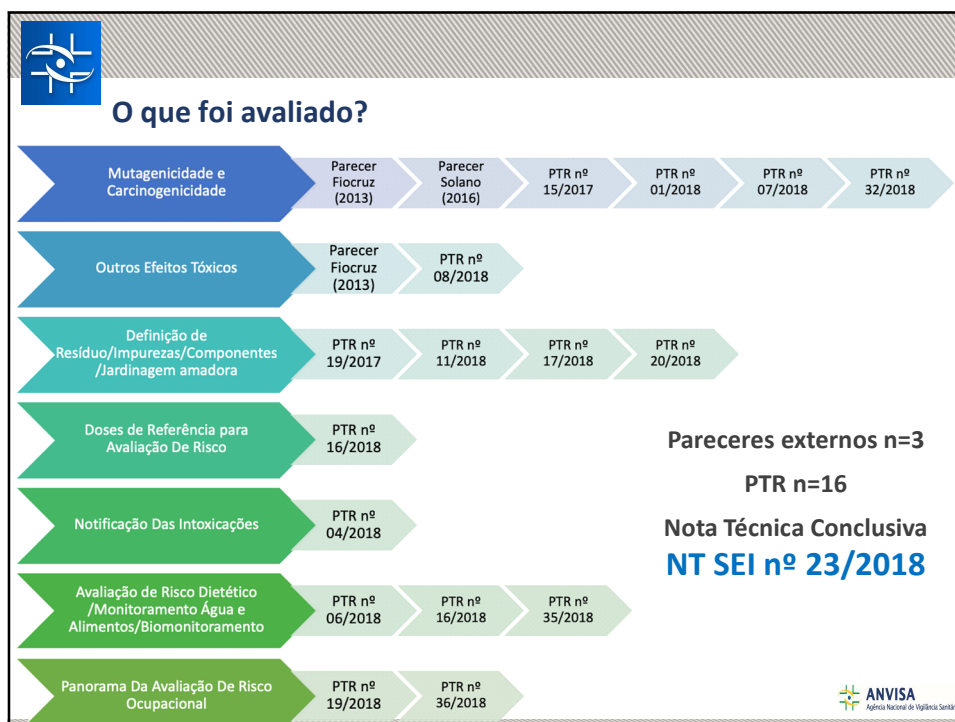 O que foi avaliado?
Mutagenicidade e
Carcinogenicidade
Parecer
Fiocruz
(2013)
Parecer
Solano
(2016)
PTR nº
15/2017
PTR nº
01/2018
PTR nº
07/2018
PTR nº
32/2018
Outros Efeitos Tóxicos
Parecer
Fiocruz
(2013)
PTR nº
08/2018
Definição de
Resíduo/Impurezas/Componentes
/Jardinagem amadora
PTR nº
19/2017
PTR nº
11/2018
PTR nº
17/2018
PTR nº
20/2018
Doses de Referência para
Avaliação De Risco
PTR nº
16/2018
Notificação Das Intoxicações
PTR nº
04/2018
Avaliação de Risco Dietético
/Monitoramento Água e
Alimentos/Biomonitoramento
PTR nº
06/2018
PTR nº
16/2018
PTR nº
35/2018
Panorama Da Avaliação De Risco
Ocupacional
PTR nº
19/2018
PTR nº
36/2018
Pareceres externos n=3
PTR n=16
Nota Técnica Conclusiva
NT SEI nº 23/2018
ANVISA
Agência Nacional de Vigilância Sanitár